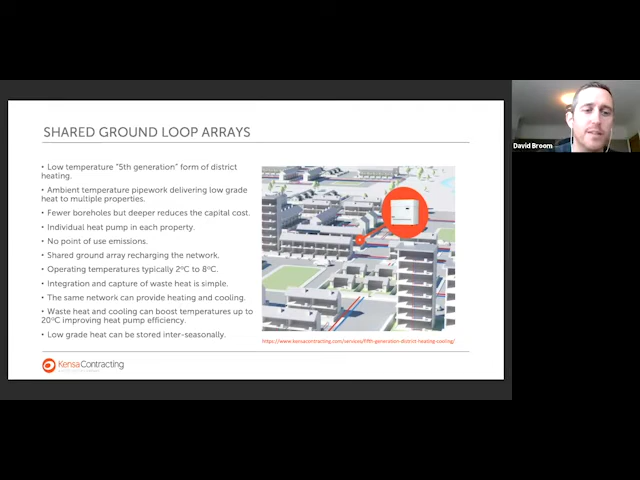 SHARED GROUND LOOP ARRAYS
• Low temperature "5th generation" form of district
heating.
• Ambient temperature pipework delivering low grade
heat to multiple properties.
• Fewer boreholes but deeper reduces the capital cost.
• Individual heat pump in each property.
• No point of use emissions.
• Shared ground array recharging the network.
• Operating temperatures typically 2°C to 8°C.
• Integration and capture of waste heat is simple.
• The same network can provide heating and cooling.
• Waste heat and cooling can boost temperatures up to
20°C improving heat pump efficiency.
• Low grade heat can be stored inter-seasonally.
https://www.kensacontracting.com/services/fifth-generation-district-heating-cooling/
KensaContracting
David Broom